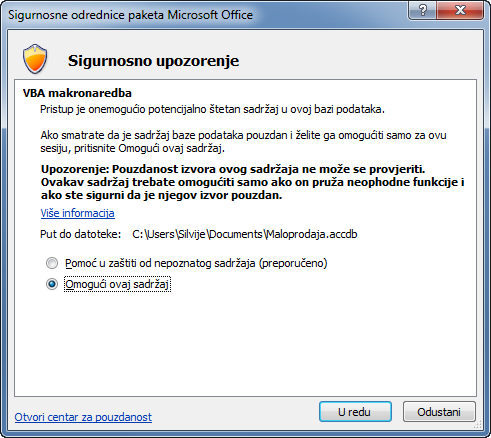 Sigurnosne odrednice paketa Microsoft Office
Sigurnosno upozorenje
VBA makronaredba
Pristup je onemogućio potencijalno štetan sadržaj u ovoj bazi podataka.
Ako smatrate da je sadržaj baze podataka pouzdan i želite ga omogućiti samo za ovu
sesiju, pritisnite Omogući ovaj sadržaj.
Upozorenje: Pouzdanost izvora ovog sadržaja ne može se provjeriti.
Ovakav sadržaj trebate omogućiti samo ako on pruža neophodne funkcije i
ako ste sigurni da je njegov izvor pouzdan.
Više informacija
Put do datoteke: C:\Users\Silvije\Documents\Maloprodaja.accdb
Pomoć u zaštiti od nepoznatog sadržaja (preporučeno)
Omogući ovaj sadržaj
Otvori centar za pouzdanost
U redu
Odustani